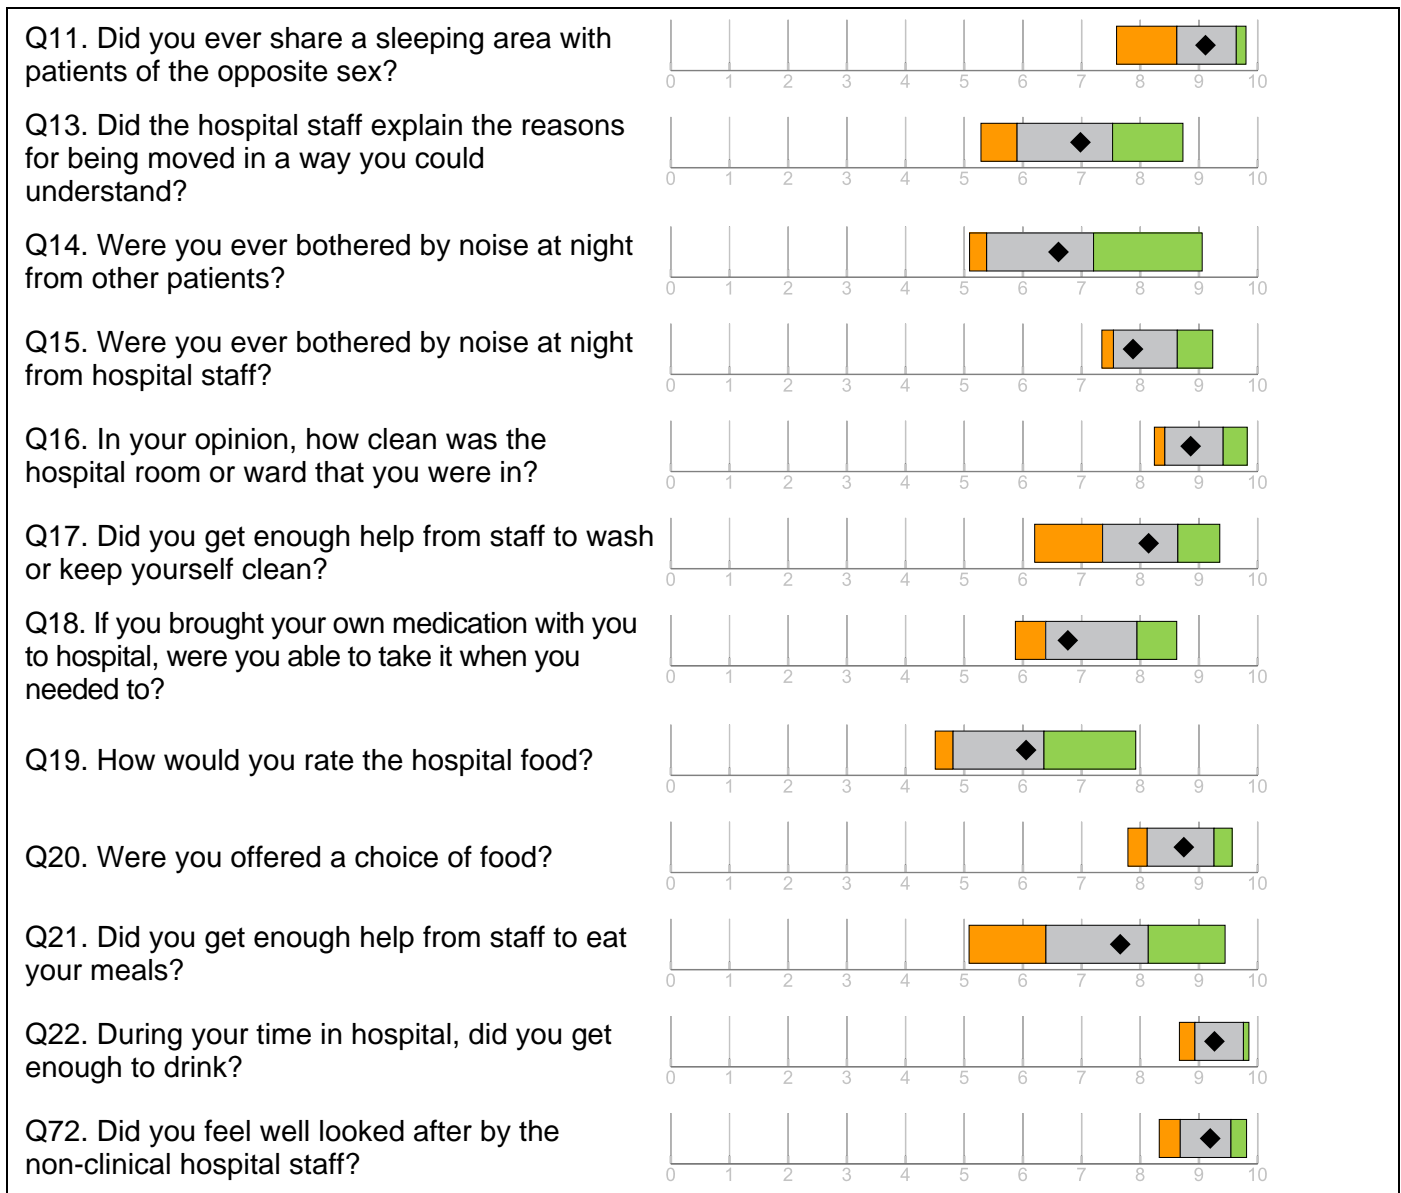 Q11. Did you ever share a sleeping area with
patients of the opposite sex?
0 1 2 3 4 5 6 7 8 9 10
Q13. Did the hospital staff explain the reasons
for being moved in a way you could
understand?
0 1 2 3 4 5 6 7 8 9 10
Q14. Were you ever bothered by noise at night
from other patients?
0 1 2 3 4 5 6 7 8 9 10
Q15. Were you ever bothered by noise at night
from hospital staff?
0 1 2 3 4 5 6 7 8 9 10
Q16. In your opinion, how clean was the
hospital room or ward that you were in?
0 1 2 3 4 5 6 7 8 9 10
Q17. Did you get enough help from staff to wash
or keep yourself clean?
0 1 2 3 4 5 6 7 8 9 10
Q18. If you brought your own medication with you
to hospital, were you able to take it when you
needed to?
0 1 2 3 4 5 6 7 8 9 10
Q19. How would you rate the hospital food?
0 1 2 3 4 5 6 7 8 9 10
Q20. Were you offered a choice of food?
0 1 2 3 4 5 6 7 8 9 10
Q21. Did you get enough help from staff to eat
your meals?
0 1 2 3 4 5 6 7 8 9 10
Q22. During your time in hospital, did you get
enough to drink?
0 1 2 3 4 5 6 7 8 9 10
Q72. Did you feel well looked after by the
non-clinical hospital staff?
0 1 2 3 4 5 6 7 8 9 10